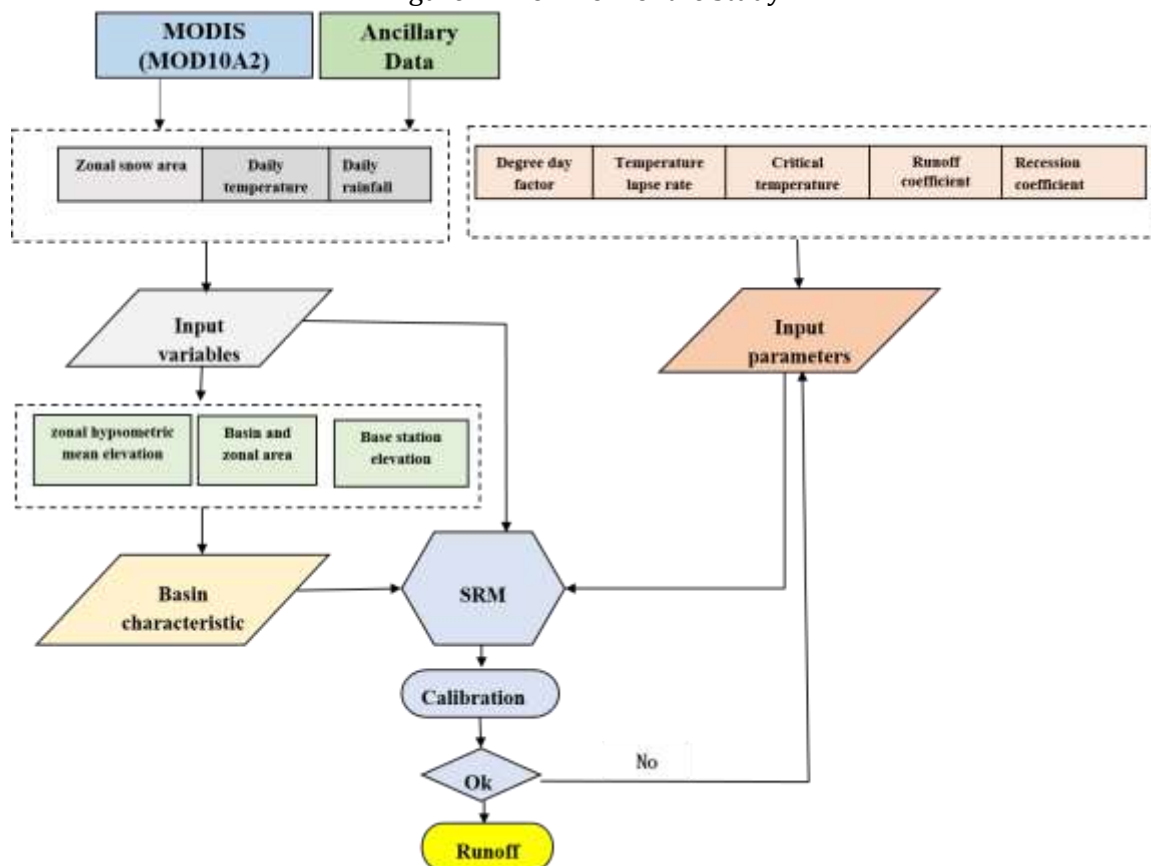 MODIS
(MOD10A2)
Ancillary
Data
Zonal snow area
Daily
temperature
Daily
rainfall
Degree day
factor
Temperature
lapse rate
Critical
temperature
Runoff
coefficient
Recession
coefficient
Input
variables
Input
parameters
zonal hypsometric
mean elevation
Basin and
zonal area
Base station
elevation
Basin
characteristic
SRM
Calibration
Ok
No
Runoff